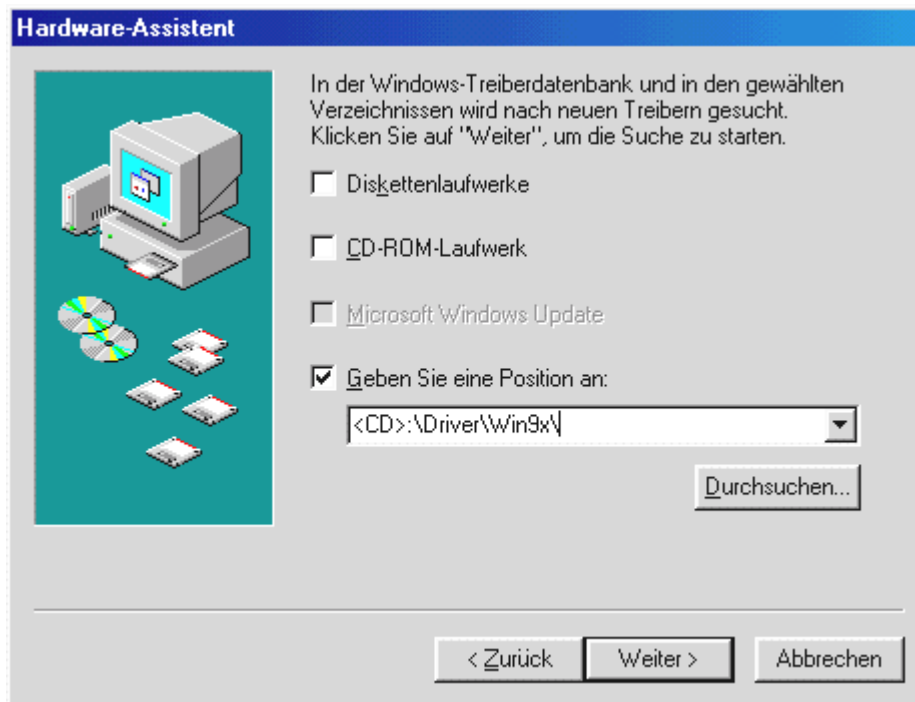 Hardware-Assistent
In der Windows-Treiberdatenbank und in den gewählten
Verzeichnissen wird nach neuen Treibern gesucht.
Klicken Sie auf "Weiter", um die Suche zu starten.
Diskettenlaufwerke
CD-ROM-Laufwerk
Microsoft Windows Update
Geben Sie eine Position an:
<CD>:\Driver\Win9x\
Durchsuchen...
< Zurück
Weiter >
Abbrechen